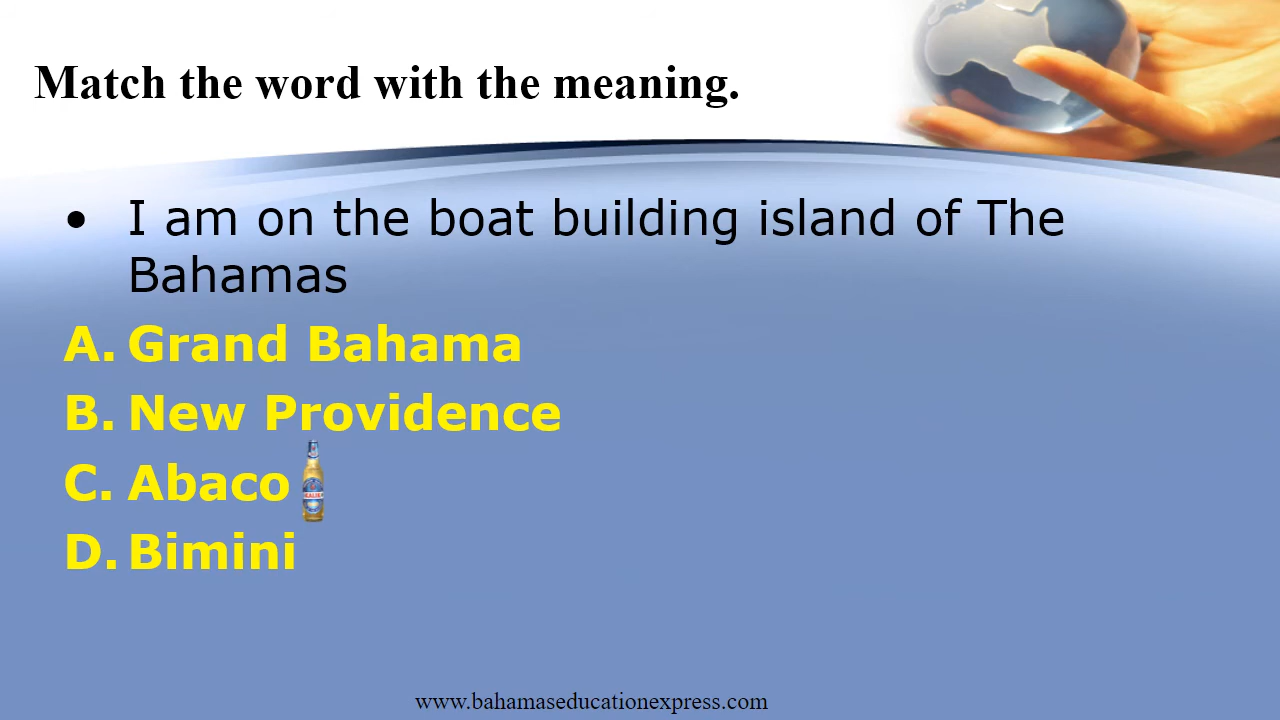 Match the word with the meaning.
• I am on the boat building island of The
Bahamas
A. Grand Bahama
B. New Providence
C. Abaco
D. Bimini
www.bahamaseducationexpress.com